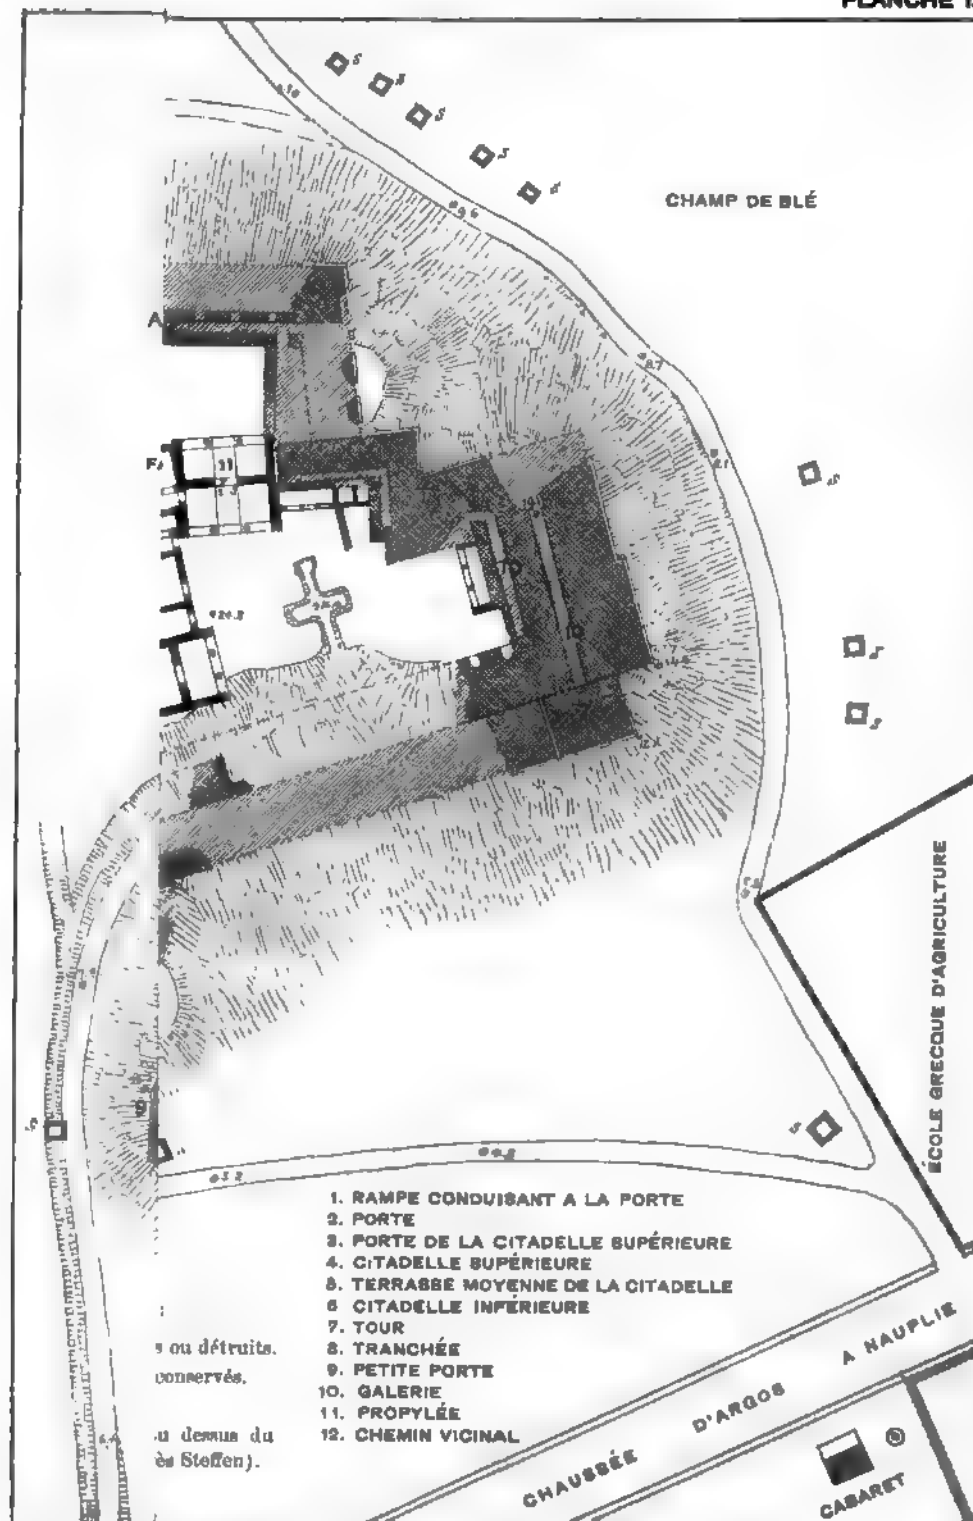 PLANCHE
CHAMP DE BLÉ
ÉCOLE GRECQUE D'AGRICULTURE
1. RAMPE CONDUISANT A LA PORTE
2. PORTE
3. PORTE DE LA CITADELLE SUPÉRIEURE
4. CITADELLE SUPÉRIEURE
5. TERRASSE MOYENNE DE LA CITADELLE
6 CITADELLE INFÉRIEURE
7. TOUR
8. TRANCHÉE
9. PETITE PORTE
10. GALERIE
11. PROPYLÉE
12. CHEMIN VICINAL
s ou détruits.
conservés.
u dessus du
ès Steffen).
CHAUSSÉE D'ARGOS A NAUPLIE
CABARET